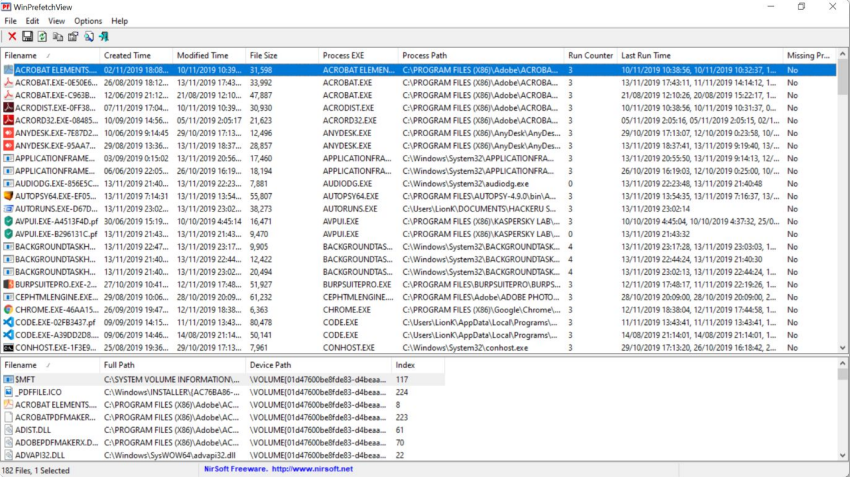 WinPrefetchView
File Edit View Options Help
Filename / Created Time Modified Time File Size Process EXE Process Path Run Counter Last Run Time Missing Pr...
ACROBAT ELEMENTS.... 02/11/2019 18:08... 10/11/2019 10:39... 31,598 ACROBAT ELEMEN... C:\PROGRAM FILES (X86)\Adobe\ACROBA... 3 10/11/2019 10:38:56, 10/11/2019 10:32:37, 1... No
ACROBAT.EXE-0E50E6... 26/08/2019 18:12... 13/11/2019 17:43... 33,992 ACROBAT.EXE C:\PROGRAM FILES (X86)\Adobe\ACROBA... 3 13/11/2019 17:43:11, 11/11/2019 14:14:12, 1... No
ACROBAT.EXE-C963B... 12/06/2019 21:12... 21/08/2019 12:10... 47,887 ACROBAT.EXE C:\PROGRAM FILES (X86)\Adobe\ACROBA... 3 21/08/2019 12:10:26, 20/08/2019 15:22:17, 1... No
ACRODIST.EXE-0FF38... 07/11/2019 17:04... 10/11/2019 10:39... 30,930 ACRODIST.EXE C:\PROGRAM FILES (X86)\Adobe\ACROBA... 3 10/11/2019 10:38:56, 10/11/2019 10:31:37, 0... No
ACRORD32.EXE-08485... 14/10/2019 10:56... 05/11/2019 2:05:17 21,623 ACRORD32.EXE C:\PROGRAM FILES (X86)\Adobe\ACROBA... 3 05/11/2019 2:05:16, 05/11/2019 2:05:15, 02/1... No
ANYDESK.EXE-7E87D2... 10/06/2019 9:14:45 29/10/2019 17:13... 12,496 ANYDESK.EXE C:\PROGRAM FILES (X86)\AnyDesk\AnyDes... 3 29/10/2019 17:13:07, 12/10/2019 0:23:58, 10/... No
ANYDESK.EXE-95AA7... 28/09/2019 13:36... 13/11/2019 18:37... 28,857 ANYDESK.EXE C:\PROGRAM FILES (X86)\AnyDesk\AnyDes... 3 13/11/2019 18:37:41, 13/11/2019 9:19:40, 13/... No
APPLICATIONFRAME... 03/09/2019 0:15:02 13/11/2019 20:56... 17,460 APPLICATIONFRAM... C:\Windows\System32\APPLICATIONFRA... 3 13/11/2019 20:55:50, 13/11/2019 9:14:13, 12/... No
APPLICATIONFRAME... 06/06/2019 22:05... 26/10/2019 16:19... 18,194 APPLICATIONFRAM... C:\Windows\System32\APPLICATIONFRA... 3 26/10/2019 16:19:03, 12/10/2019 0:25:00, 10/... No
AUDIODG.EXE-856E5C... 13/11/2019 21:40... 13/11/2019 22:23... 7,881 AUDIODG.EXE C:\Windows\System32\audiodg.exe 0 13/11/2019 22:23:48, 13/11/2019 21:40:48 No
AUTOPSY64.EXE-EF05... 13/11/2019 7:14:31 13/11/2019 13:54... 55,807 AUTOPSY64.EXE C:\PROGRAM FILES\AUTOPSY-4.9.0\bin\A... 3 13/11/2019 13:54:35, 13/11/2019 7:16:37, 13/... No
AUTORUNS.EXE-D67D... 13/11/2019 23:02... 13/11/2019 23:02... 38,273 AUTORUNS.EXE C:\Users\LionK\DOCUMENTS\HACKERU S... 3 13/11/2019 23:02:14 No
AVPUI.EXE-A4513F4D.pf 30/06/2019 15:19... 10/10/2019 4:45:14 16,471 AVPUI.EXE C:\PROGRAM FILES (X86)\KASPERSKY LAB\... 3 10/10/2019 4:45:04, 10/10/2019 4:37:32, 25/0... No
AVPUI.EXE-B296131C.pf 13/11/2019 21:43... 13/11/2019 21:43... 9,470 AVPUI.EXE C:\PROGRAM FILES (X86)\KASPERSKY LAB\... 0 13/11/2019 21:43:32 No
BACKGROUNDTASKH... 13/11/2019 22:47... 13/11/2019 23:17... 9,905 BACKGROUNDTAS... C:\Windows\System32\BACKGROUNDTASK... 4 13/11/2019 23:17:28, 13/11/2019 23:03:03, 1... No
BACKGROUNDTASKH... 13/11/2019 21:40... 13/11/2019 22:44... 12,422 BACKGROUNDTAS... C:\Windows\System32\BACKGROUNDTASK... 4 13/11/2019 22:44:24, 13/11/2019 21:40:30 No
BACKGROUNDTASKH... 13/11/2019 21:40... 13/11/2019 23:02... 20,494 BACKGROUNDTAS... C:\Windows\System32\BACKGROUNDTASK... 4 13/11/2019 23:02:13, 13/11/2019 22:44:24, 1... No
BURPSUITEPRO.EXE-2... 27/10/2019 10:41... 12/11/2019 17:48... 51,927 BURPSUITEPRO.EXE C:\PROGRAM FILES\BURPSUITEPRO\BURPS... 3 12/11/2019 17:48:17, 11/11/2019 22:19:26, 1... No
CEPHTMLENGINE.EXE... 29/08/2019 10:06... 28/10/2019 20:09... 61,232 CEPHTMLENGINE.EX... C:\PROGRAM FILES\Adobe\ADOBE PHOTO... 3 28/10/2019 20:09:00, 28/10/2019 20:09:00, 2... No
CHROME.EXE-46AA15... 26/09/2019 9:47... 12/11/2019 18:38... 6,363 CHROME.EXE C:\PROGRAM FILES (X86)\Google\Chrome\... 3 12/11/2019 18:38:04, 12/11/2019 17:44:58, 1... No
CODE.EXE-02FB3437.pf 09/09/2019 14:15... 11/11/2019 13:43... 80,478 CODE.EXE C:\Users\LionK\AppData\Local\Programs\... 3 11/11/2019 13:43:41, 11/11/2019 13:43:41, 1... No
CODE.EXE-A39DD2D8.... 09/06/2019 14:46... 14/08/2019 21:14... 50,141 CODE.EXE C:\Users\LionK\AppData\Local\Programs\... 3 14/08/2019 21:14:01, 14/08/2019 21:14:01, 1... No
CONHOST.EXE-1F3E9... 25/08/2019 19:36... 29/10/2019 17:13... 7,961 CONHOST.EXE C:\Windows\System32\conhost.exe 3 29/10/2019 17:13:20, 26/10/2019 16:18:42, 2... No
Filename / Full Path Device Path Index
$MFT C:\SYSTEM VOLUME INFORMATION\... \VOLUME{01d47600be8fde83-d4beaa... 117
_PDFFILE.ICO C:\Windows\INSTALLER\{AC76BA86-... \VOLUME{01d47600be8fde83-d4beaa... 224
ACROBAT ELEMENTS.... C:\PROGRAM FILES (X86)\Adobe\AC... \VOLUME{01d47600be8fde83-d4beaa... 8
ACROBATPDFMAKER... C:\PROGRAM FILES (X86)\Adobe\AC... \VOLUME{01d47600be8fde83-d4beaa... 223
ADIST.DLL C:\PROGRAM FILES (X86)\Adobe\AC... \VOLUME{01d47600be8fde83-d4beaa... 61
ADOBEPDFMAKERX.D... C:\PROGRAM FILES (X86)\Adobe\AC... \VOLUME{01d47600be8fde83-d4beaa... 70
ADVAPI32.DLL C:\Windows\SysWOW64\advapi32.dll \VOLUME{01d47600be8fde83-d4beaa... 22
182 Files, 1 Selected NirSoft Freeware. http://www.nirsoft.net